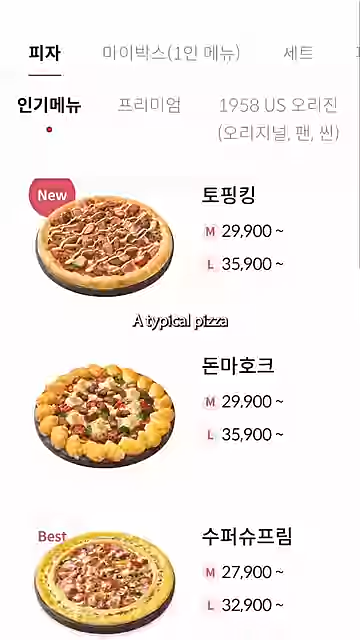 피자 마이박스(1인 메뉴) 세트
인기메뉴 프리미엄 1958 US 오리진
(오리지널, 팬, 씬)
New
토핑킹
M 29,900 ~
L 35,900 ~
A typical pizza
돈마호크
M 29,900 ~
L 35,900 ~
Best
수퍼슈프림
M 27,900 ~
L 32,900 ~